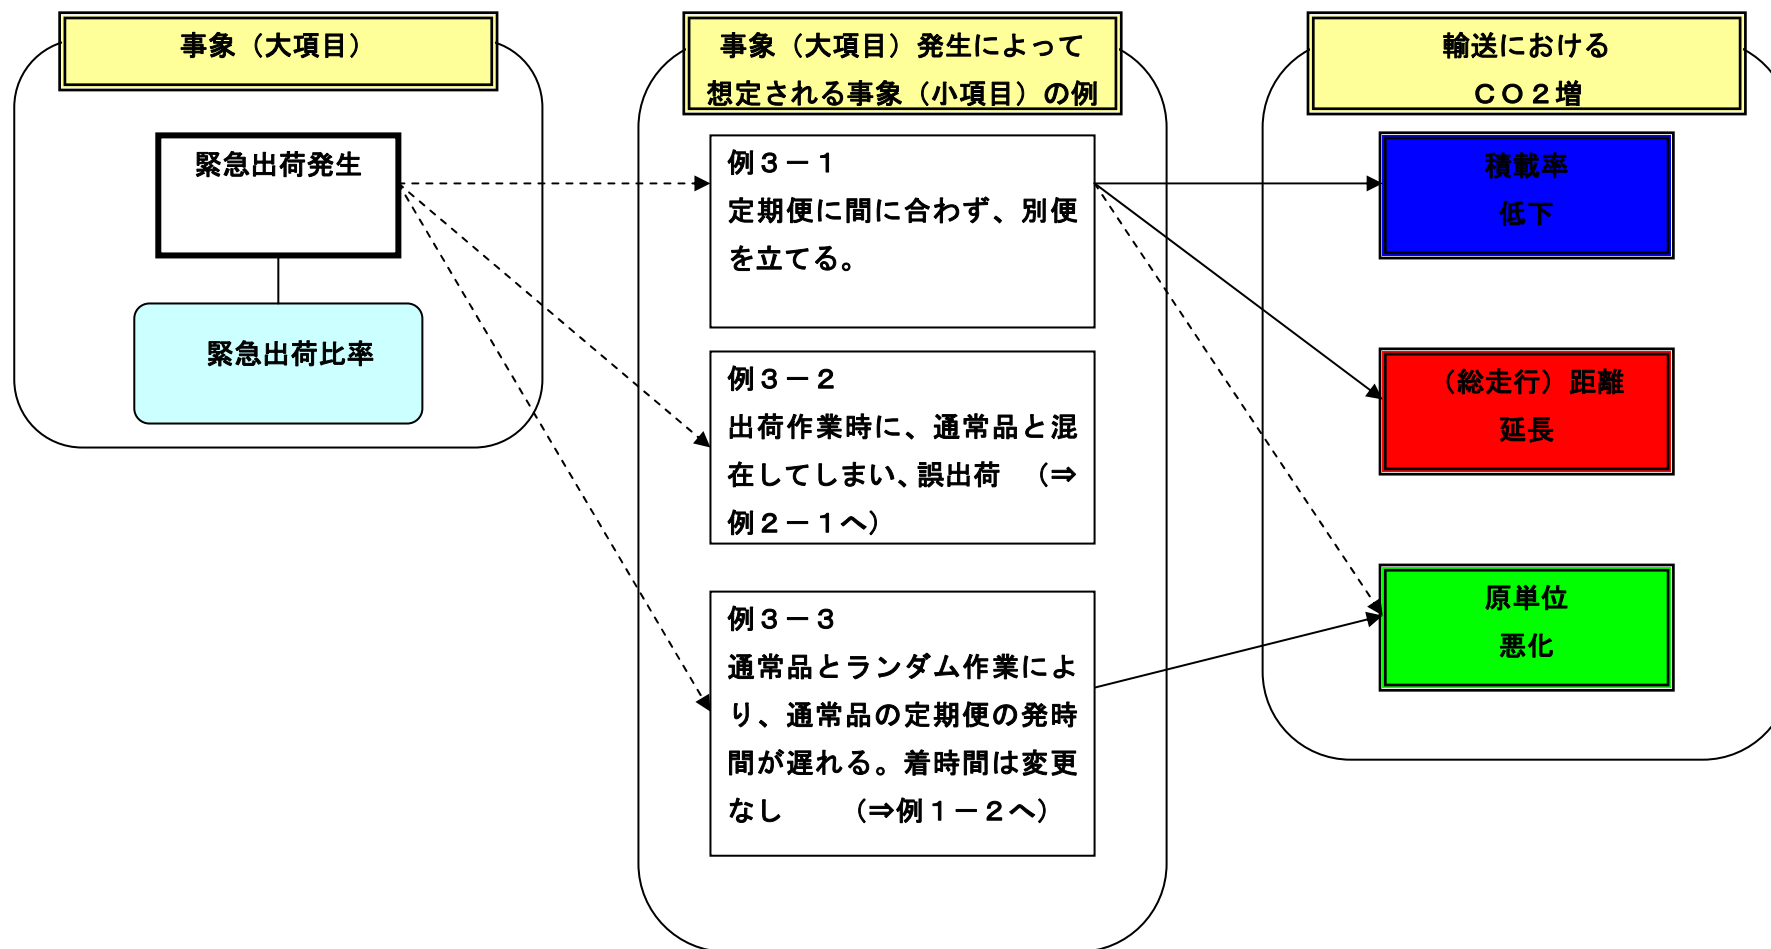 事象（大項目）
緊急出荷発生
緊急出荷比率
事象（大項目）発生によって
想定される事象（小項目）の例
例３－１
定期便に間に合わず、別便
を立てる。
例３－２
出荷作業時に、通常品と混
在してしまい、誤出荷　（⇒
例２－１へ）
例３－３
通常品とランダム作業によ
り、通常品の定期便の発時
間が遅れる。着時間は変更
なし　　（⇒例１－２へ）
輸送における
ＣＯ２増
積載率
低下
（総走行）距離
延長
原単位
悪化